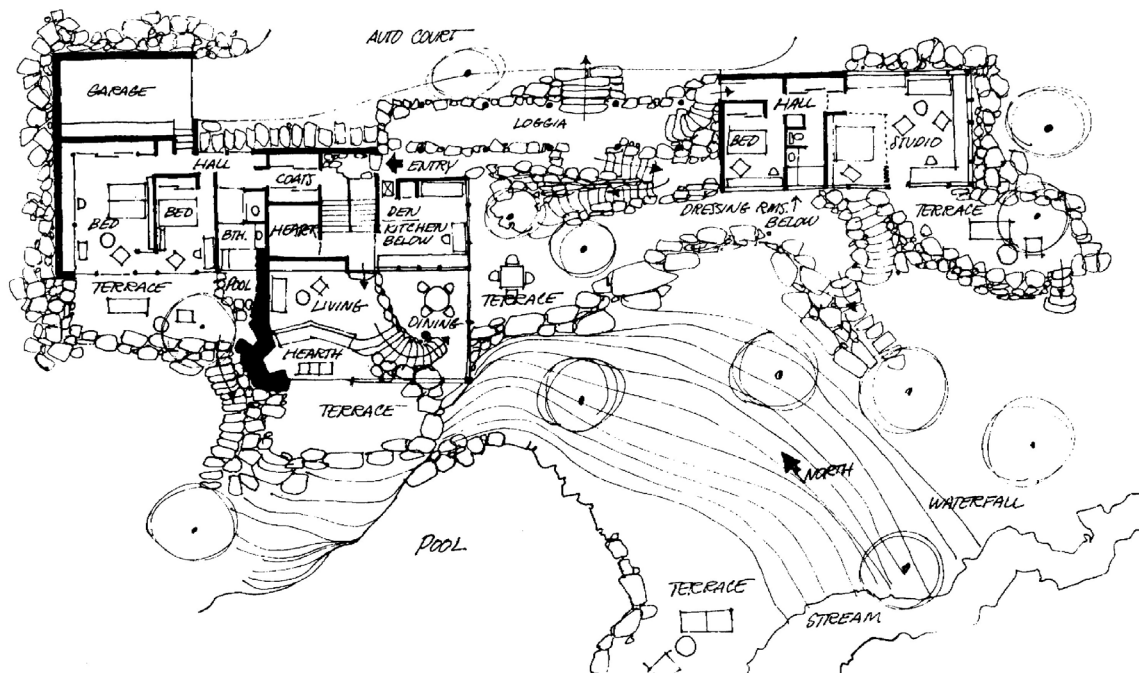 AUTO COURT
GARAGE
LOGGIA
HALL
HALL
ENTRY
COATS
BED
STUDIO
BED
BED
BTH.
HEART
DEN
KITCHEN
BELOW
DRESSING RMS.
BELOW
TERRACE
TERRACE
POOL
LIVING
TERRACE
DINING
HEARTH
TERRACE
NORTH
WATERFALL
POOL
TERRACE
STREAM